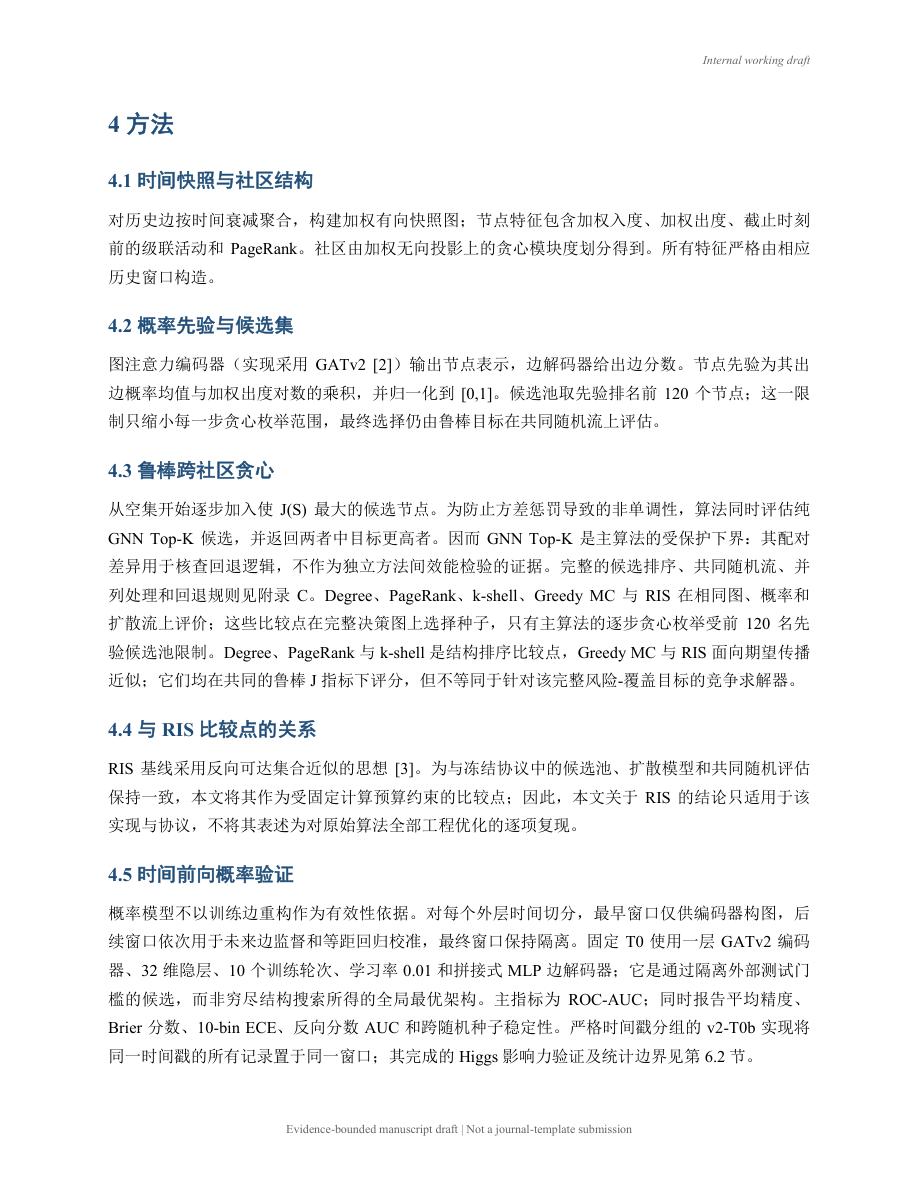 Internal working draft
4 方法
4.1 时间快照与社区结构
对历史边按时间衰减聚合，构建加权有向快照图；节点特征包含加权入度、加权出度、截止时刻
前的级联活动和 PageRank。社区由加权无向投影上的贪心模块度划分得到。所有特征严格由相应
历史窗口构造。
4.2 概率先验与候选集
图注意力编码器（实现采用 GATv2 [2]）输出节点表示，边解码器给出边分数。节点先验为其出
边概率均值与加权出度对数的乘积，并归一化到 [0,1]。候选池取先验排名前 120 个节点；这一限
制只缩小每一步贪心枚举范围，最终选择仍由鲁棒目标在共同随机流上评估。
4.3 鲁棒跨社区贪心
从空集开始逐步加入使 J(S) 最大的候选节点。为防止方差惩罚导致的非单调性，算法同时评估纯
GNN Top-K 候选，并返回两者中目标更高者。因而 GNN Top-K 是主算法的受保护下界：其配对
差异用于核查回退逻辑，不作为独立方法间效能检验的证据。完整的候选排序、共同随机流、并
列处理和回退规则见附录 C。Degree、PageRank、k-shell、Greedy MC 与 RIS 在相同图、概率和
扩散流上评价；这些比较点在完整决策图上选择种子，只有主算法的逐步贪心枚举受前 120 名先
验候选池限制。Degree、PageRank 与 k-shell 是结构排序比较点，Greedy MC 与 RIS 面向期望传播
近似；它们均在共同的鲁棒 J 指标下评分，但不等同于针对该完整风险-覆盖目标的竞争求解器。
4.4 与 RIS 比较点的关系
RIS 基线采用反向可达集合近似的思想 [3]。为与冻结协议中的候选池、扩散模型和共同随机评估
保持一致，本文将其作为受固定计算预算约束的比较点；因此，本文关于 RIS 的结论只适用于该
实现与协议，不将其表述为对原始算法全部工程优化的逐项复现。
4.5 时间前向概率验证
概率模型不以训练边重构作为有效性依据。对每个外层时间切分，最早窗口仅供编码器构图，后
续窗口依次用于未来边监督和等距回归校准，最终窗口保持隔离。固定 T0 使用一层 GATv2 编码
器、32 维隐层、10 个训练轮次、学习率 0.01 和拼接式 MLP 边解码器；它是通过隔离外部测试门
槛的候选，而非穷尽结构搜索所得的全局最优架构。主指标为 ROC-AUC；同时报告平均精度、
Brier 分数、10-bin ECE、反向分数 AUC 和跨随机种子稳定性。严格时间戳分组的 v2-T0b 实现将
同一时间戳的所有记录置于同一窗口；其完成的 Higgs 影响力验证及统计边界见第 6.2 节。
Evidence-bounded manuscript draft | Not a journal-template submission